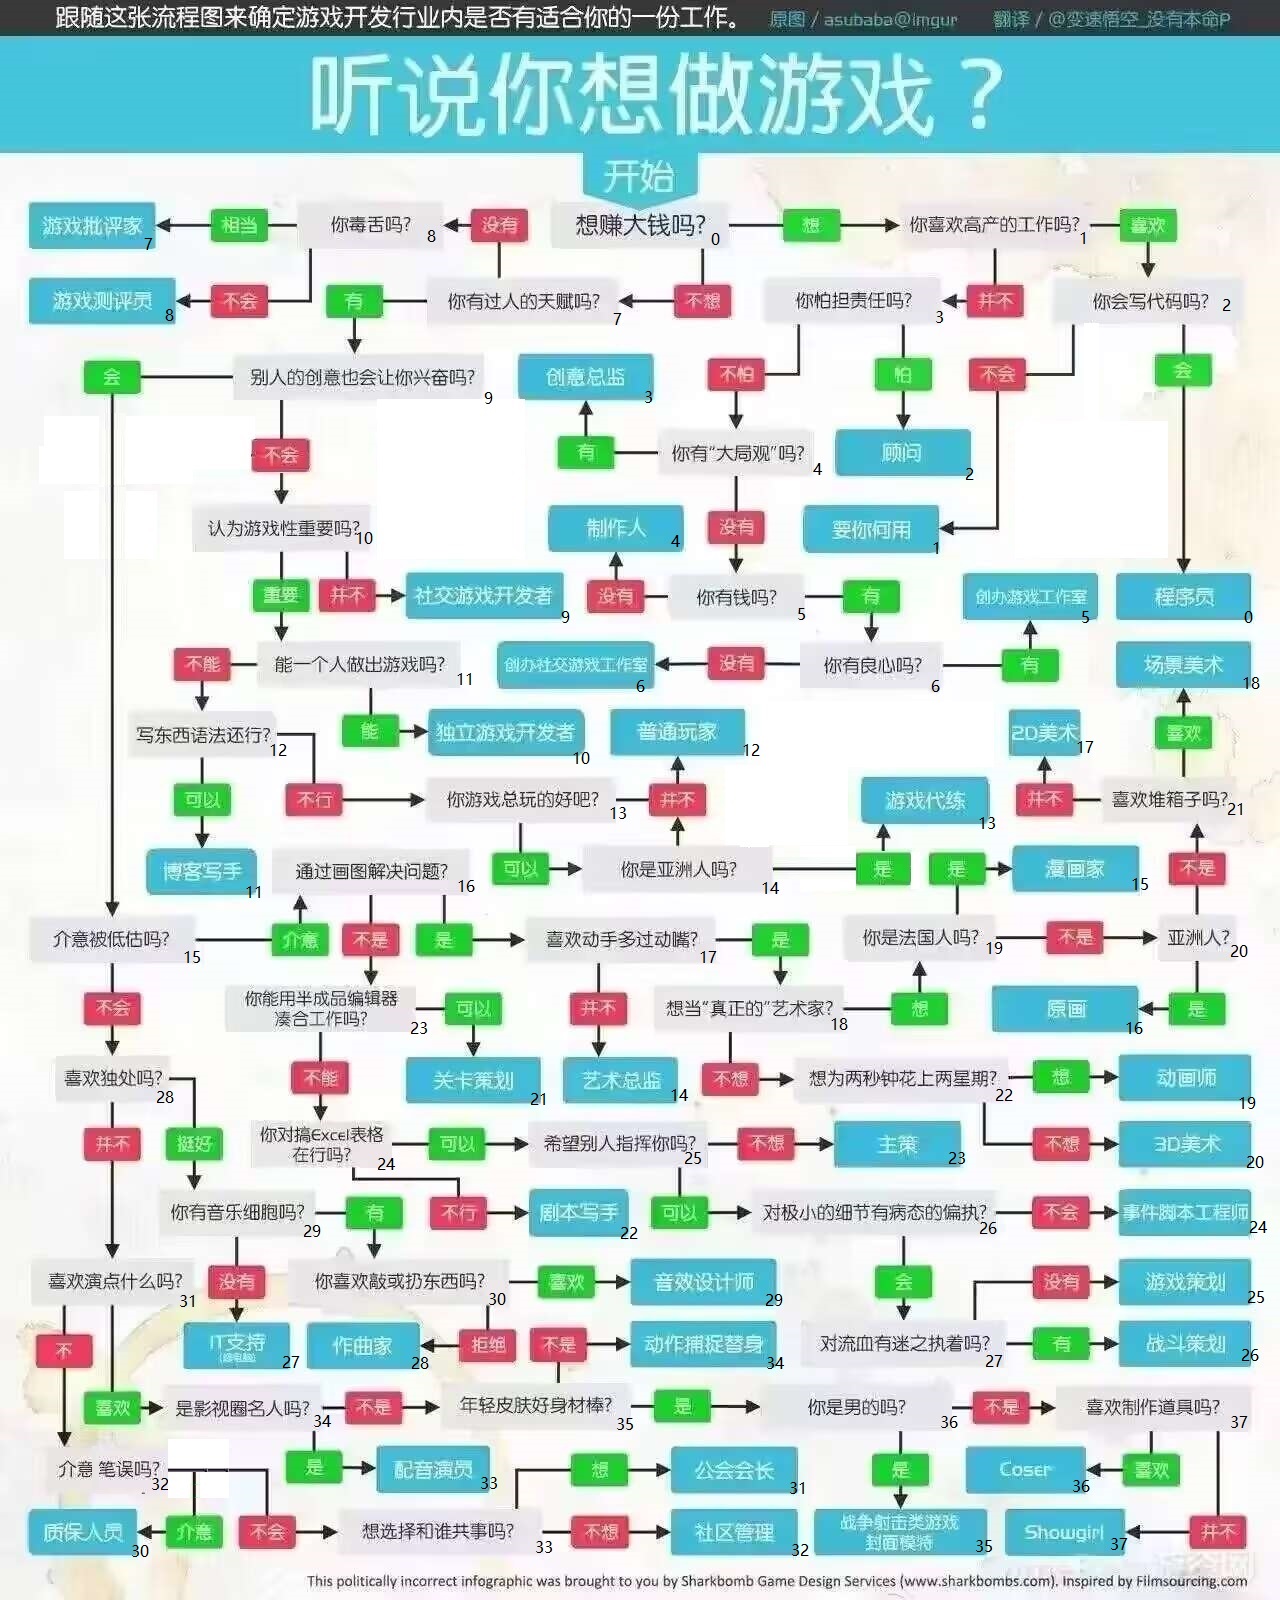 跟随这张流程图来确定游戏开发行业内是否有适合你的一份工作。 原图 / asubaba@imgur 翻译 / @变速悟空_没有本命P
听说你想做游戏？
开始
游戏批评家 7 相当 你毒舌吗? 8 没有 想赚大钱吗? 0 想 你喜欢高产的工作吗? 1 喜欢
游戏测评员 8 不会 有 你有过人的天赋吗? 7 不想 你怕担责任吗? 3 并不 你会写代码吗? 2
会 别人的创意也会让你兴奋吗? 9 创意总监 3 不怕 怕 不会 会
不会 有 你有“大局观”吗? 4 顾问 2
认为游戏性重要吗? 10 制作人 4 没有 要你何用 1
重要 并不 社交游戏开发者 9 没有 你有钱吗? 5 有 创办游戏工作室 5 程序员 0
不能 能一个人做出游戏吗? 11 创办社交游戏工作室 6 没有 你有良心吗? 6 有 场景美术 18
写东西语法还行? 12 能 独立游戏开发者 10 普通玩家 12 2D美术 17 喜欢
可以 不行 你游戏总玩的好吧? 13 并不 游戏代练 13 并不 喜欢堆箱子吗? 21
博客写手 11 通过画图解决问题? 16 可以 你是亚洲人吗? 14 是 是 漫画家 15 不是
介意被低估吗? 15 介意 不是 是 喜欢动手多过动嘴? 17 是 你是法国人吗? 19 不是 亚洲人? 20
不会 你能用半成品编辑器
凑合工作吗? 23 可以 并不 想当“真正的”艺术家? 18 想 原画 16 是
喜欢独处吗? 28 不能 关卡策划 21 艺术总监 14 不想 想为两秒钟花上两星期? 22 想 动画师 19
并不 挺好 你对搞Excel表格
在行吗? 24 可以 希望别人指挥你吗? 25 不想 主策 23 不想 3D美术 20
你有音乐细胞吗? 29 有 不行 剧本写手 22 可以 对极小的细节有病态的偏执? 26 不会 事件脚本工程师 24
喜欢演点什么吗? 31 没有 你喜欢敲或扔东西吗? 30 喜欢 音效设计师 29 会 没有 游戏策划 25
不 IT支持 27 作曲家 28 拒绝 不是 动作捕捉替身 34 对流血有迷之执着吗? 27 有 战斗策划 26
喜欢 是影视圈名人吗? 34 不是 年轻皮肤好身材棒? 35 是 你是男的吗? 36 不是 喜欢制作道具吗? 37
介意 笔误吗? 32 是 配音演员 33 想 公会会长 31 是 Coser 36 喜欢
质保人员 30 介意 不会 想选择和谁共事吗? 33 不想 社区管理 32 战争射击类游戏
封面模特 35 Showgirl 37 并不
This politically incorrect infographic was brought to you by Sharkbomb Game Design Services (www.sharkbombs.com). Inspired by Filmsourcing.com